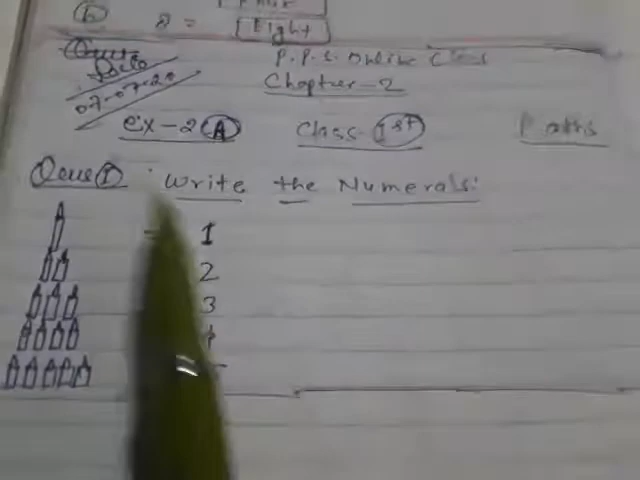 (b) 8 = Eight
Date P.P.S. Online Class
07-07-20 Chapter-2
ex-2 (A) Class 1st Maths
Ques (1) Write the Numerals:
1
2
3